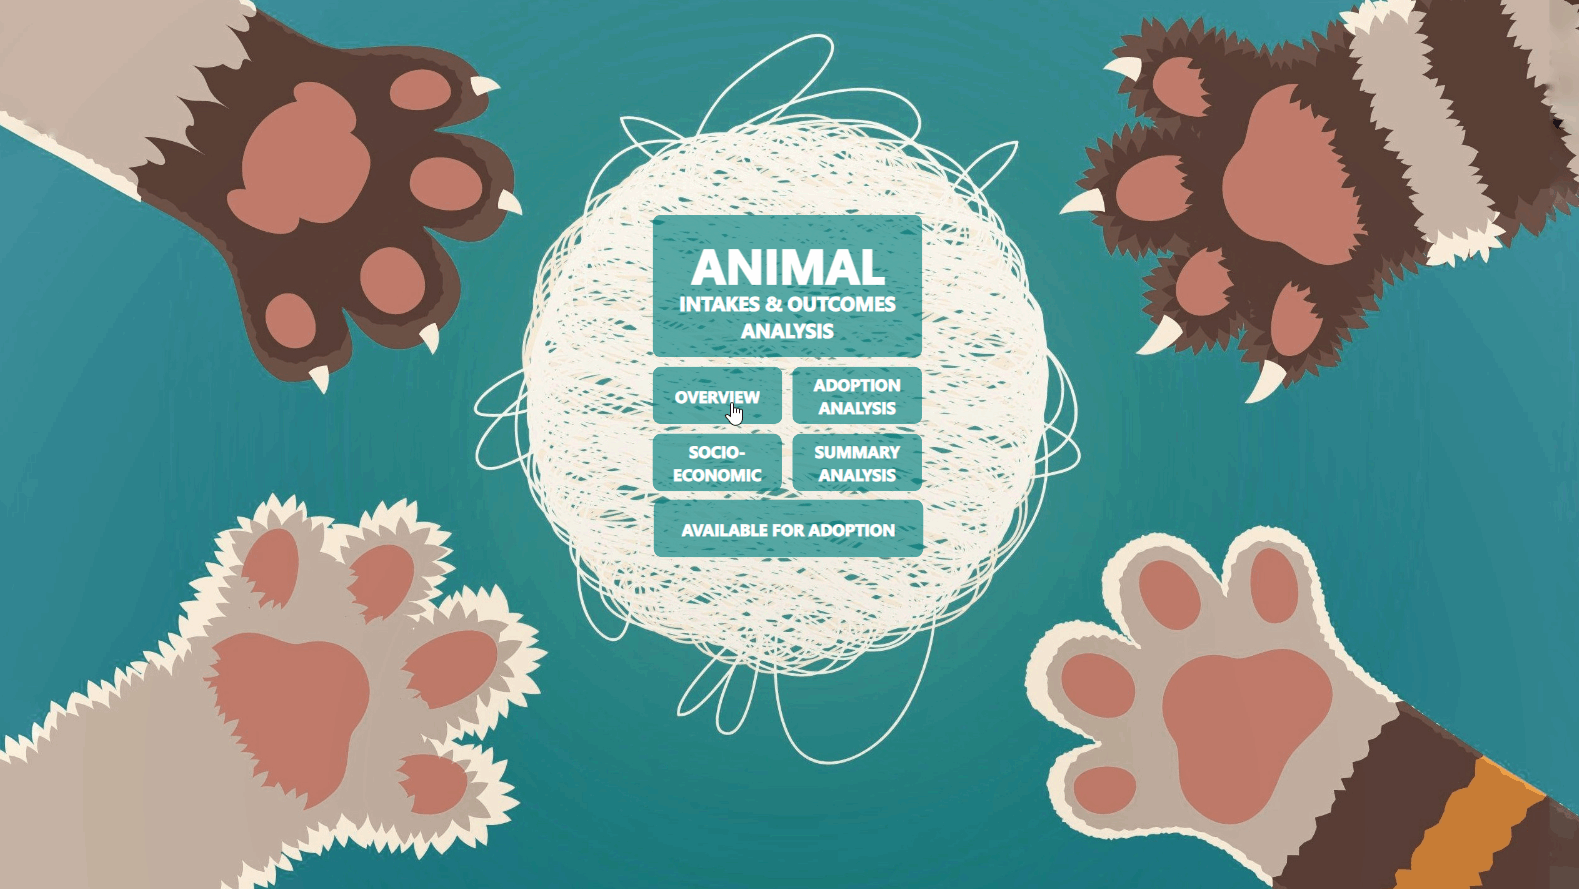 ANIMAL
INTAKES & OUTCOMES
ANALYSIS
OVERVIEW
ADOPTION
ANALYSIS
SOCIO-
ECONOMIC
SUMMARY
ANALYSIS
AVAILABLE FOR ADOPTION